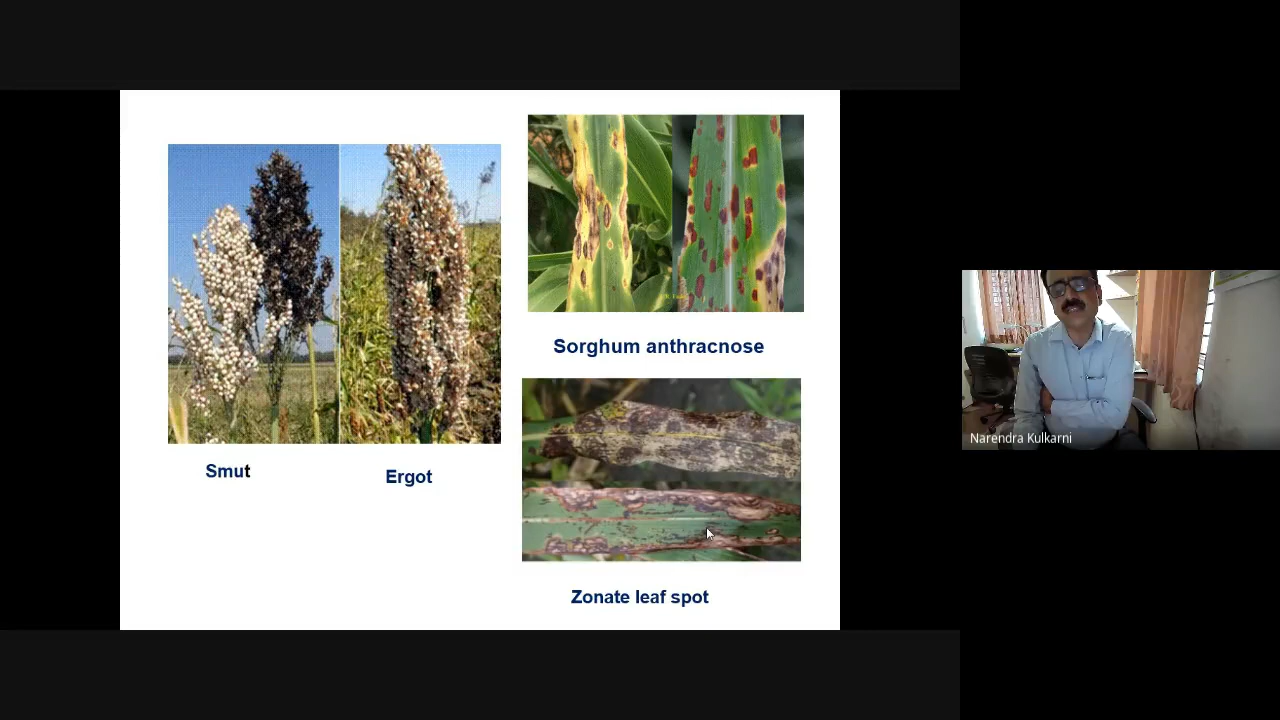 Smut
Ergot
Sorghum anthracnose
Zonate leaf spot
Narendra Kulkarni